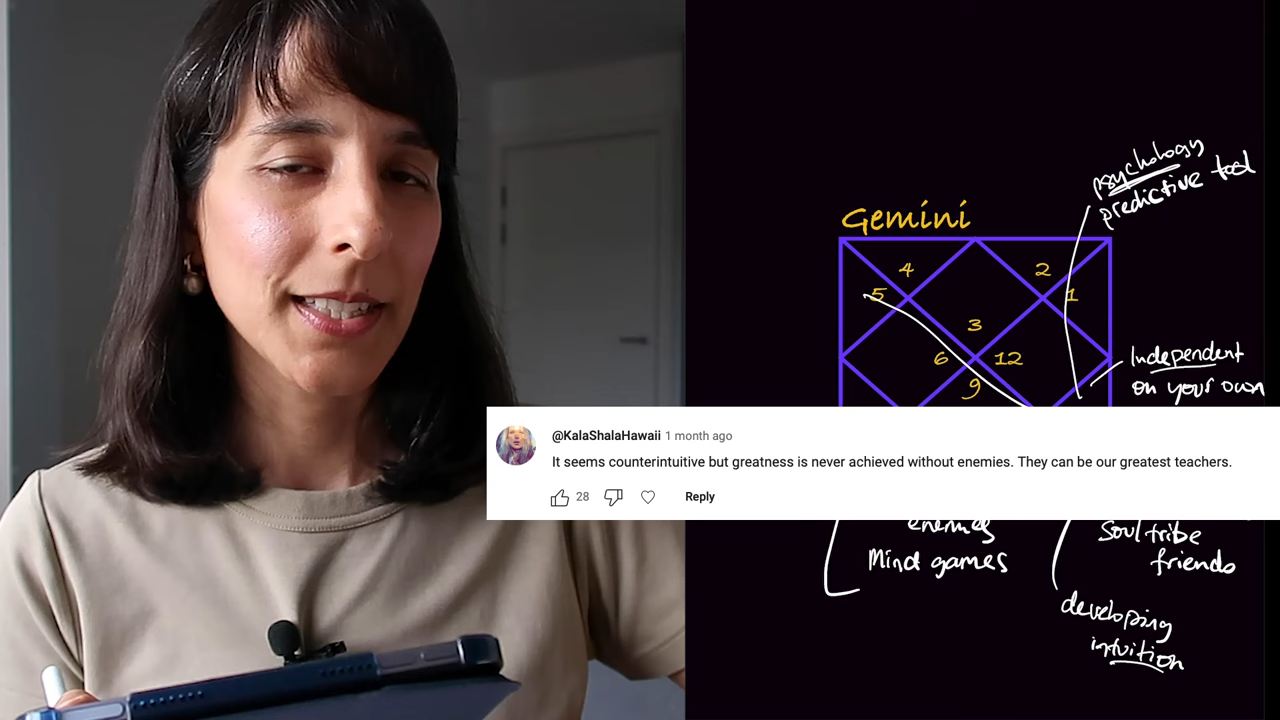 psychology
predictive tool
Gemini
4
2
5
1
3
6
12
9
Independent
on your own
@KalaShalaHawaii 1 month ago
It seems counterintuitive but greatness is never achieved without enemies. They can be our greatest teachers.
28
Reply
enemies
Mind games
Soul tribe
friends
developing
intuition